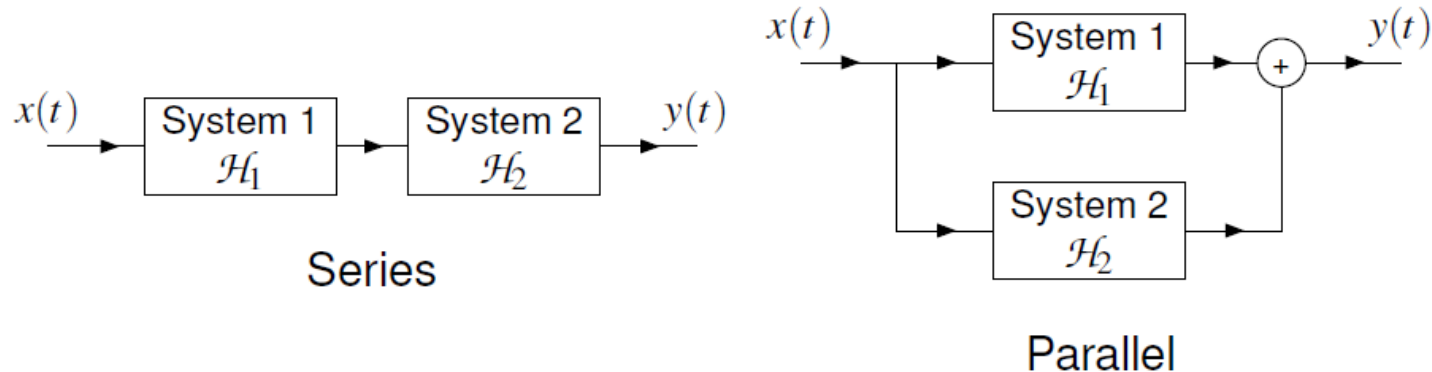 x(t)
System 1
H₁
System 2
H₂
y(t)
Series
x(t)
System 1
H₁
+
y(t)
System 2
H₂
Parallel